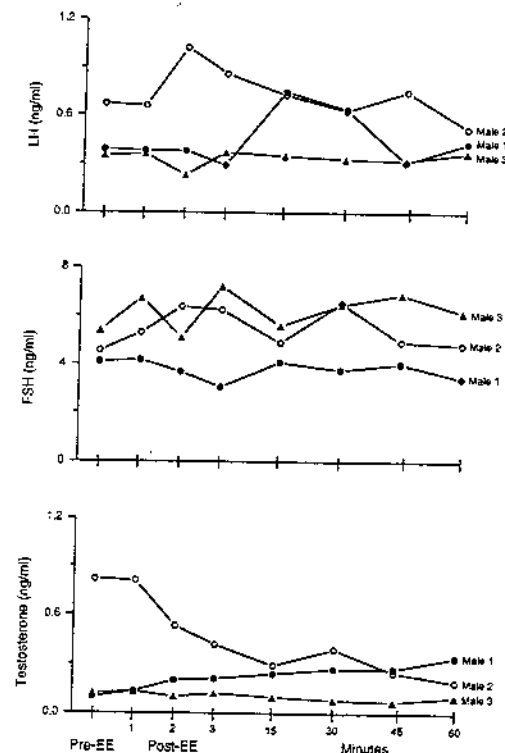 1.2
LH (ng/ml)
0.6
0.0
Male 2
Male 1
Male 3
8
FSH (ng/ml)
4
0
Male 3
Male 2
Male 1
1.2
Testosterone (ng/ml)
0.6
0.0
Male 1
Male 2
Male 3
1 2 3 15 30 45 60
Pre-EE Post-EE Minutes